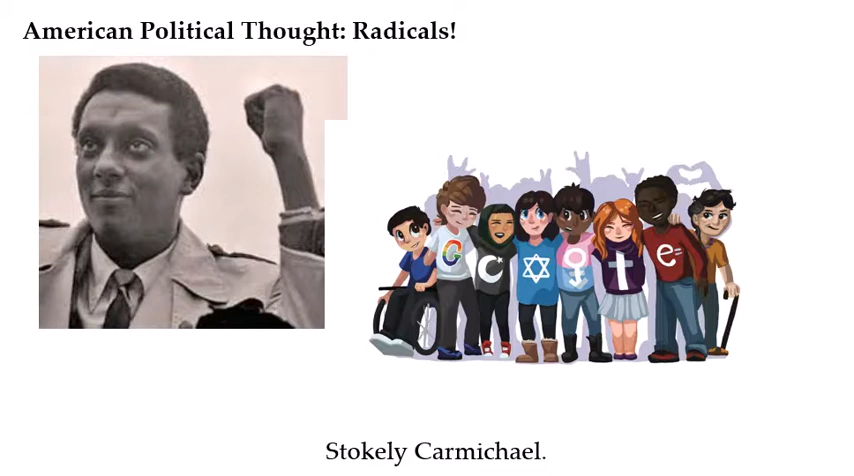 American Political Thought: Radicals!
G C ✡ ⚥ t e=
Stokely Carmichael.